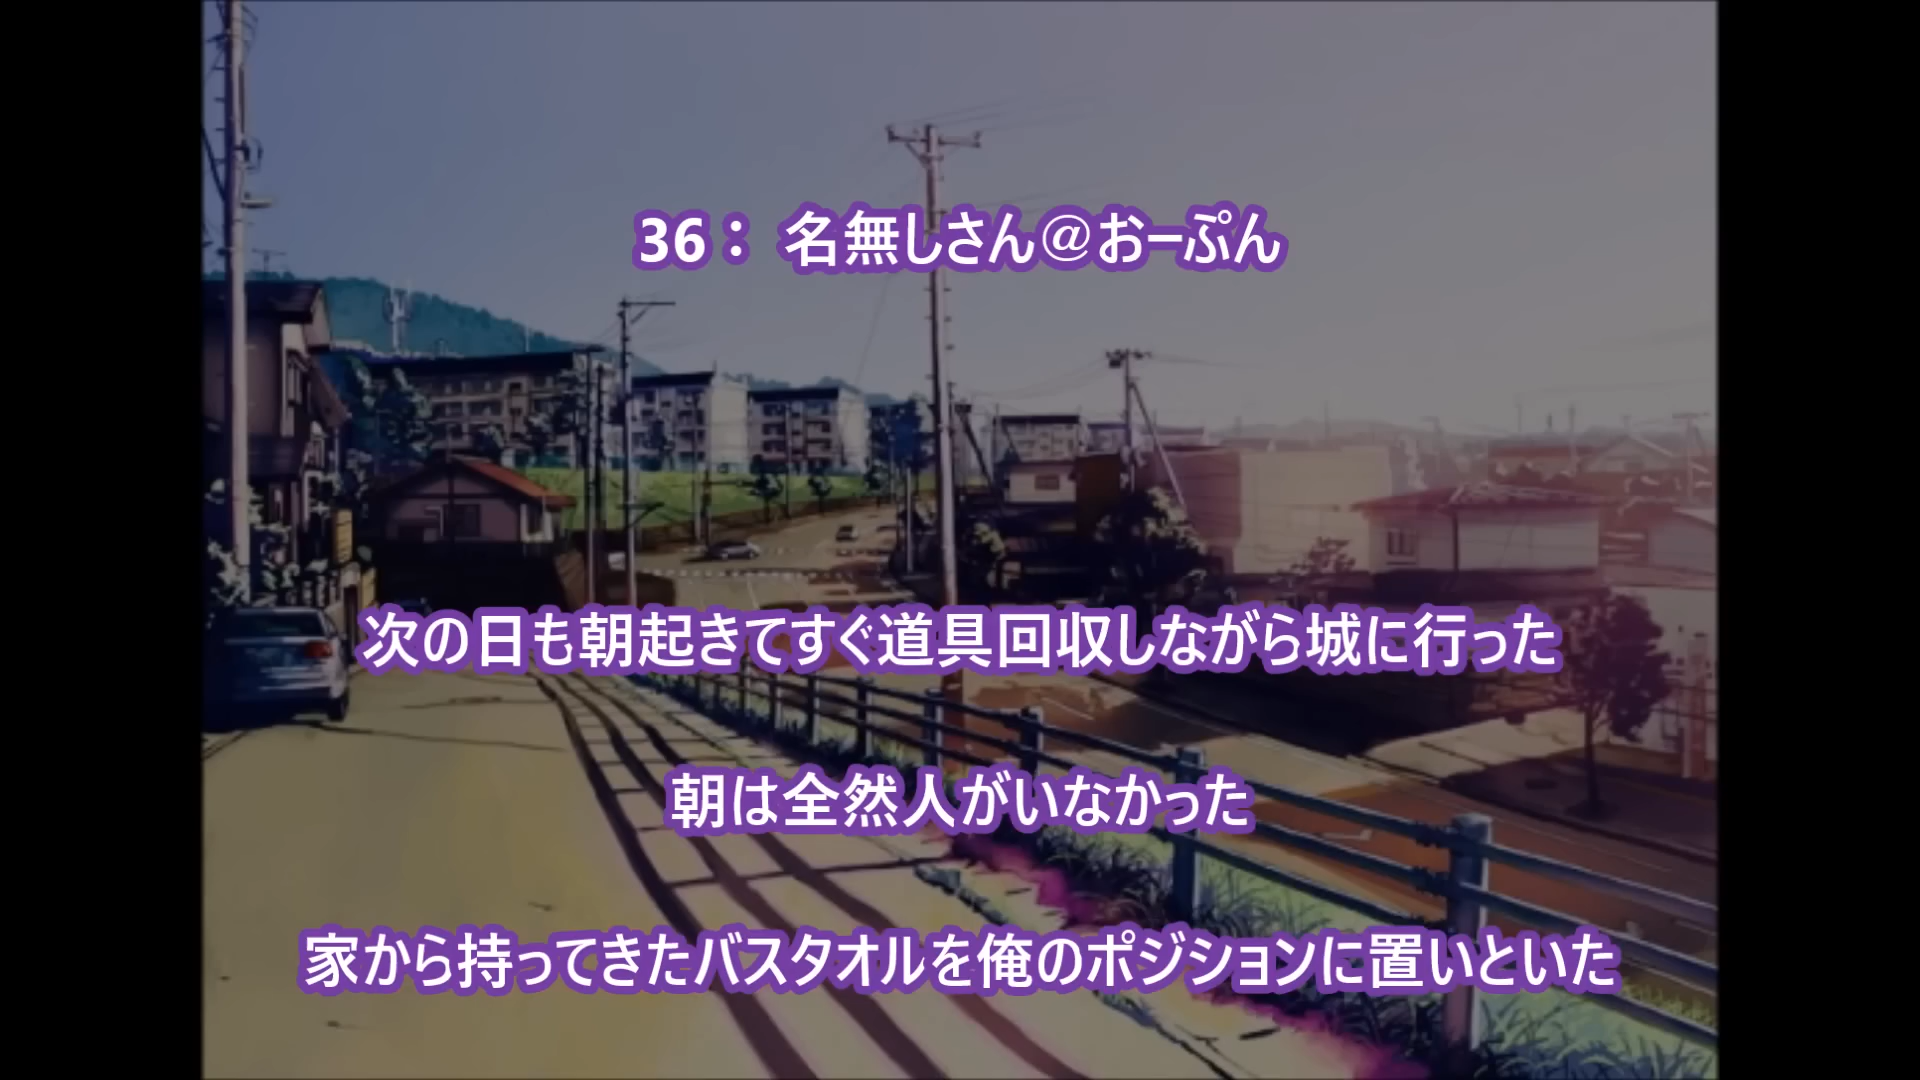 36： 名無しさん＠おーぷん
次の日も朝起きてすぐ道具回収しながら城に行った
朝は全然人がいなかった
家から持ってきたバスタオルを俺のポジションに置いといた